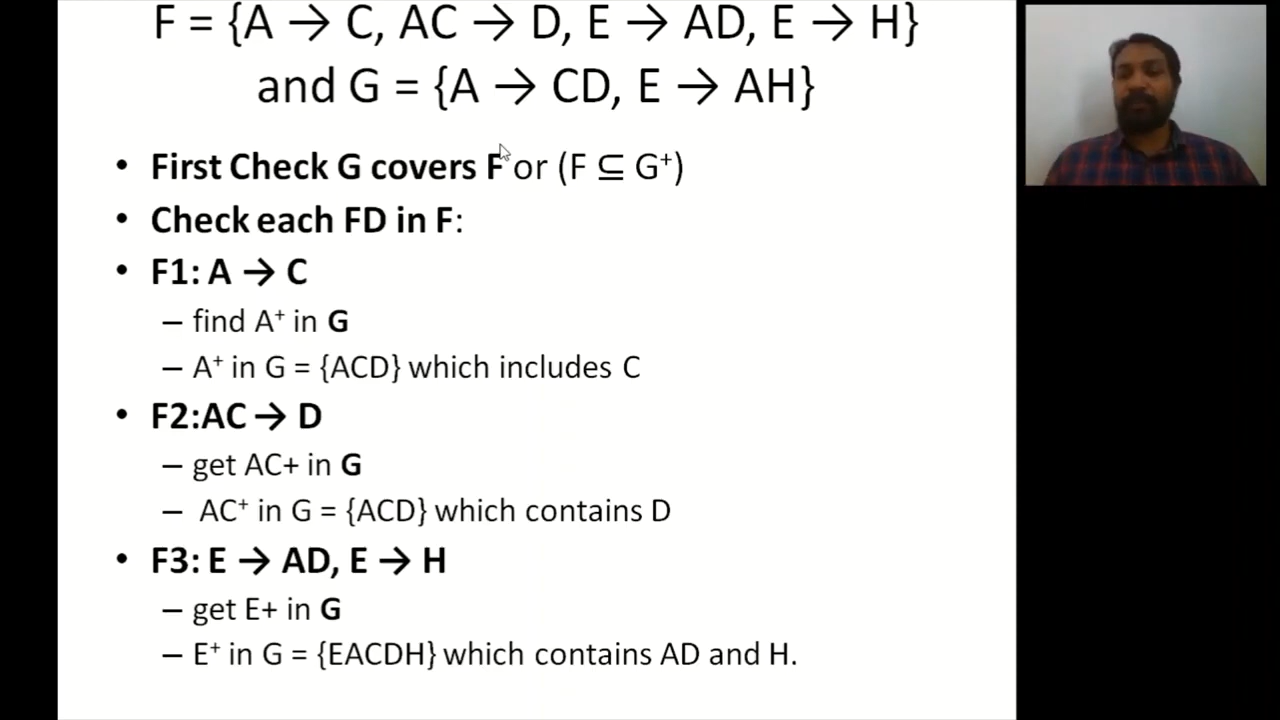 F = {A → C, AC → D, E → AD, E → H}
and G = {A → CD, E → AH}
• First Check G covers F or (F ⊆ G⁺)
• Check each FD in F:
• F1: A → C
– find A⁺ in G
– A⁺ in G = {ACD} which includes C
• F2:AC → D
– get AC+ in G
– AC⁺ in G = {ACD} which contains D
• F3: E → AD, E → H
– get E+ in G
– E⁺ in G = {EACDH} which contains AD and H.